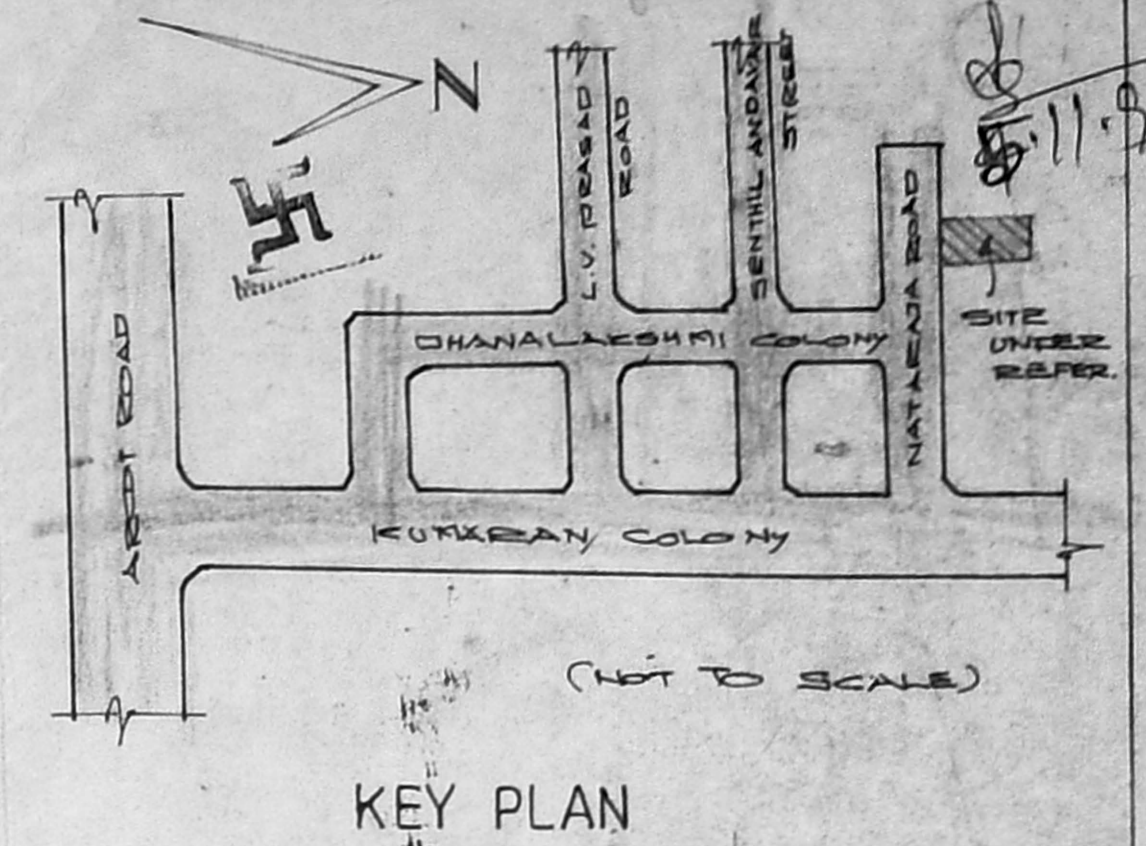 N
L.V. PRASAD
ROAD
SENTHIL ANDAVAR
STREET
NATARAJA ROAD
SITE
UNDER
REFER.
DHANALAKSHMI COLONY
ARCOT ROAD
KUMARAN COLONY
(NOT TO SCALE)
KEY PLAN